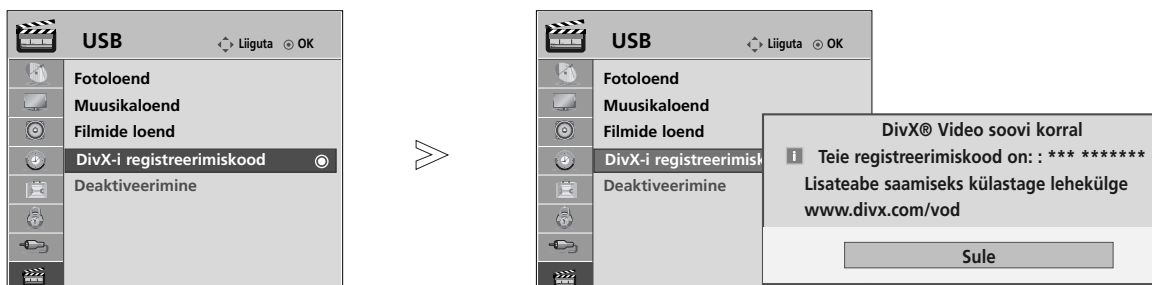 USB
Liiguta OK
Fotoloend
Muusikaloend
Filmide loend
DivX-i registreerimiskood
Deaktiveerimine
USB
Liiguta OK
Fotoloend
Muusikaloend
Filmide loend
DivX-i registreerimisk
Deaktiveerimine
DivX® Video soovi korral
i Teie registreerimiskood on: : *** *******
Lisateabe saamiseks külastage lehekülge
www.divx.com/vod
Sule